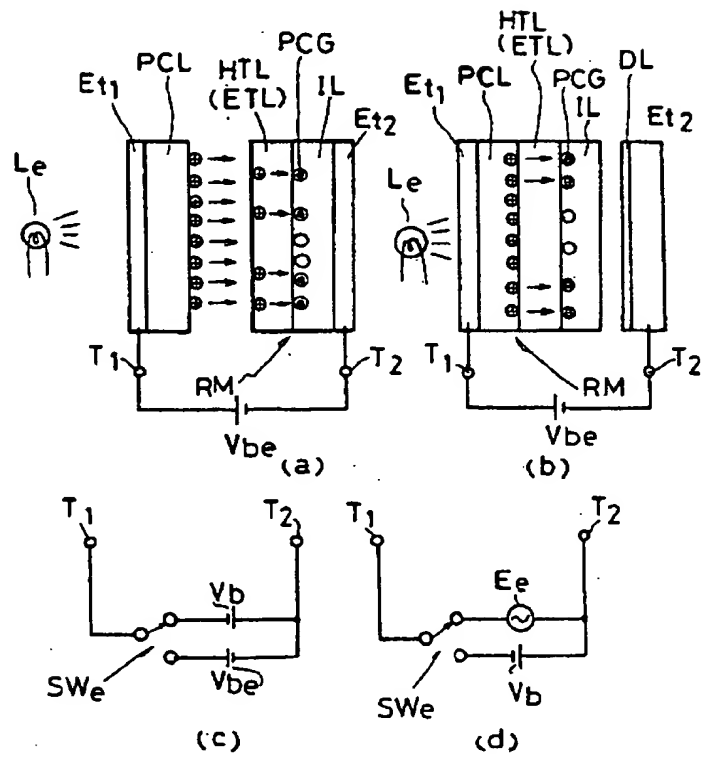 PCG
HTL
(ETL)
PCL
IL
Et1
Et2
Le
T1
T2
RM
Vbe
(a)
HTL
(ETL)
DL
PCG
PCL
IL
Et1
Et2
Le
T1
T2
RM
Vbe
(b)
T1
T2
Vb
Vbe
SWe
(c)
T1
T2
Ee
Vb
SWe
(d)